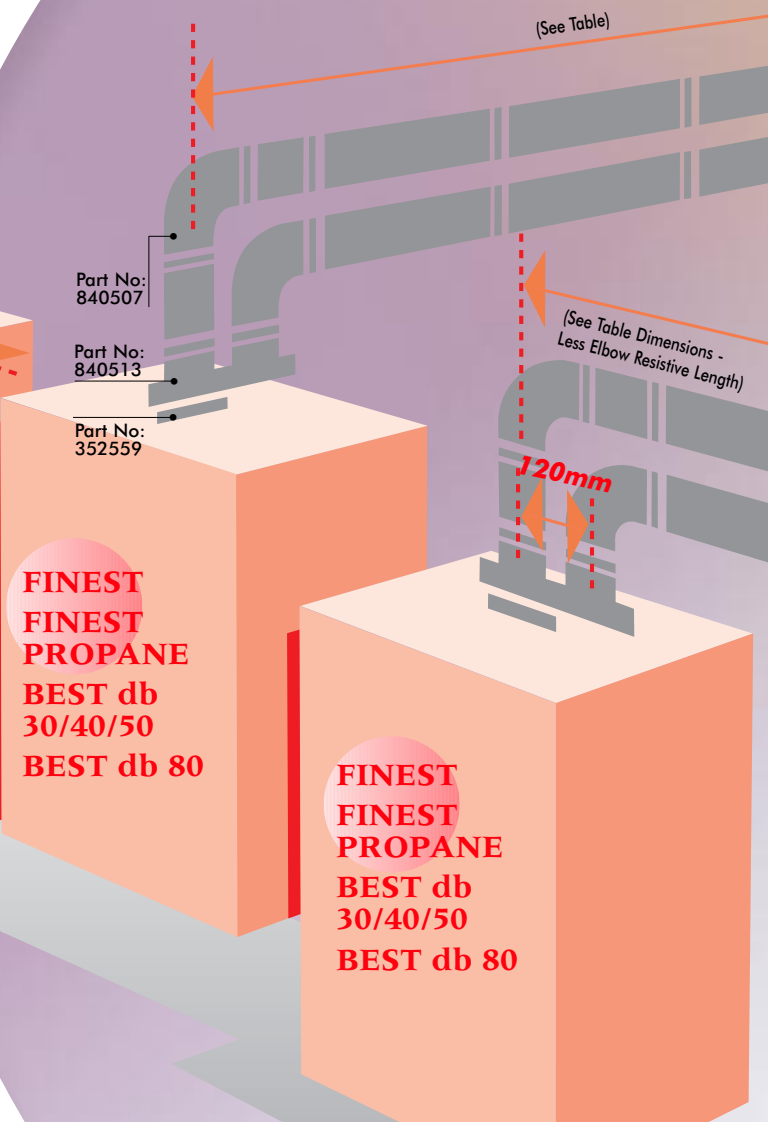 (See Table)
Part No:
840507
Part No:
840513
Part No:
352559
(See Table Dimensions -
Less Elbow Resistive Length)
120mm
FINEST
FINEST
PROPANE
BEST db
30/40/50
BEST db 80
FINEST
FINEST
PROPANE
BEST db
30/40/50
BEST db 80